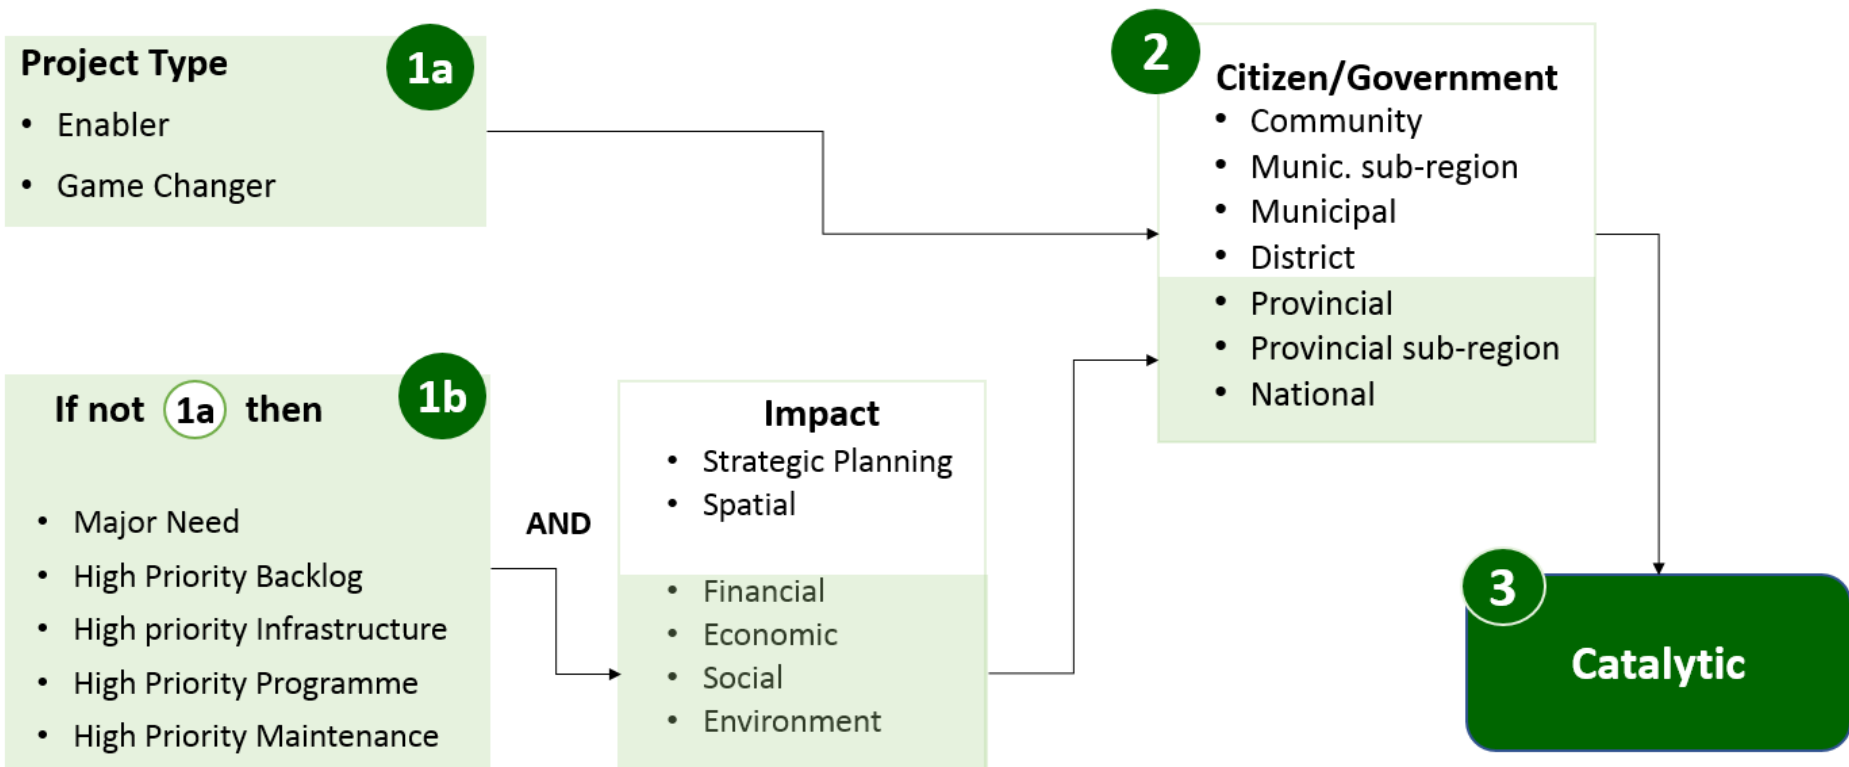 Project Type
1a
• Enabler
• Game Changer
If not 1a then
1b
• Major Need
• High Priority Backlog
• High priority Infrastructure
• High Priority Programme
• High Priority Maintenance
AND
Impact
• Strategic Planning
• Spatial
• Financial
• Economic
• Social
• Environment
2
Citizen/Government
• Community
• Munic. sub-region
• Municipal
• District
• Provincial
• Provincial sub-region
• National
3
Catalytic